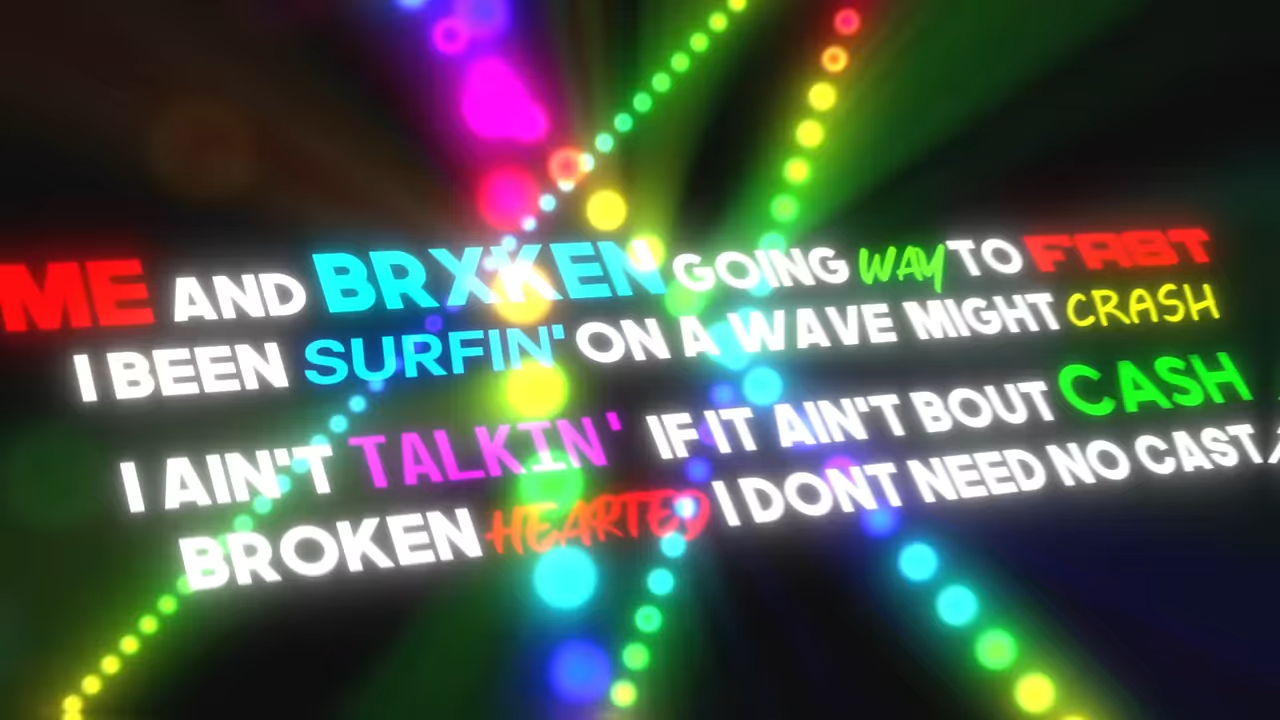 ME AND BRXKEN GOING WAY TO FAST
I BEEN SURFIN' ON A WAVE MIGHT CRASH
I AIN'T TALKIN' IF IT AIN'T BOUT CASH
BROKEN HEARTED I DONT NEED NO CAST